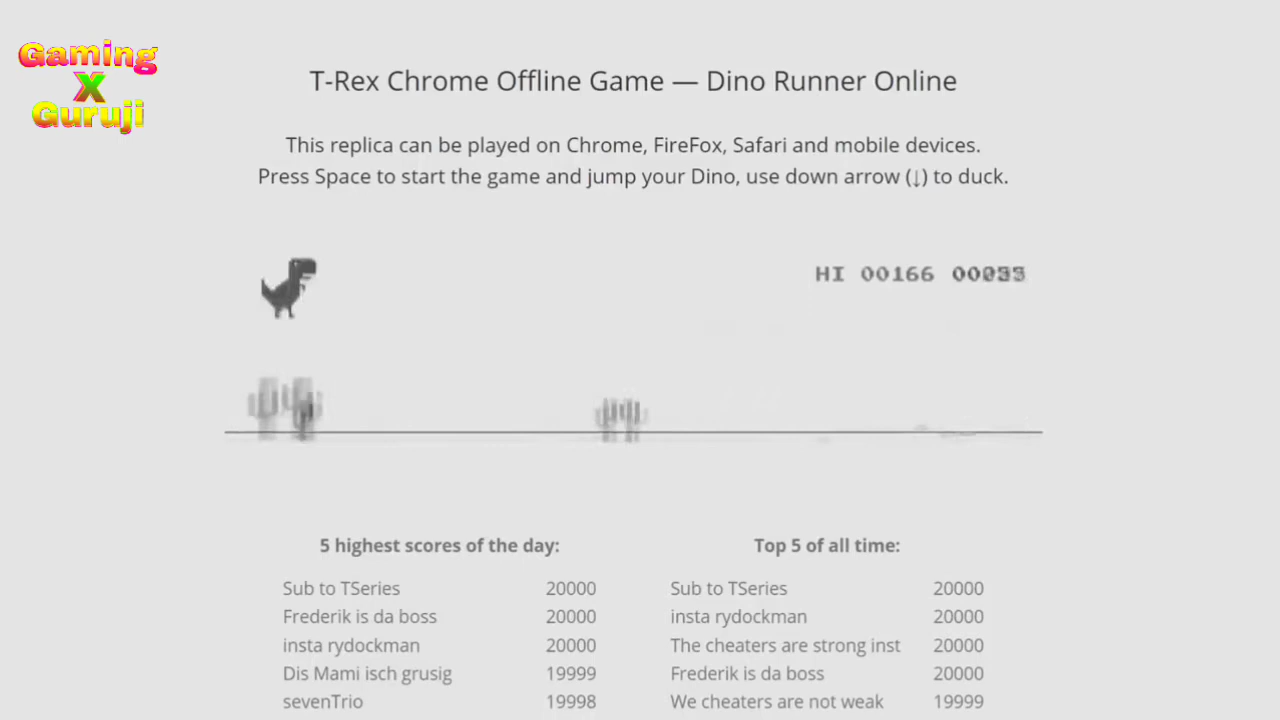 Gaming
X
Guruji
T-Rex Chrome Offline Game — Dino Runner Online
This replica can be played on Chrome, FireFox, Safari and mobile devices.
Press Space to start the game and jump your Dino, use down arrow (↓) to duck.
HI 00166
5 highest scores of the day:
Sub to TSeries 20000
Frederik is da boss 20000
insta rydockman 20000
Dis Mami isch grusig 19999
sevenTrio 19998
Top 5 of all time:
Sub to TSeries 20000
insta rydockman 20000
The cheaters are strong inst 20000
Frederik is da boss 20000
We cheaters are not weak 19999